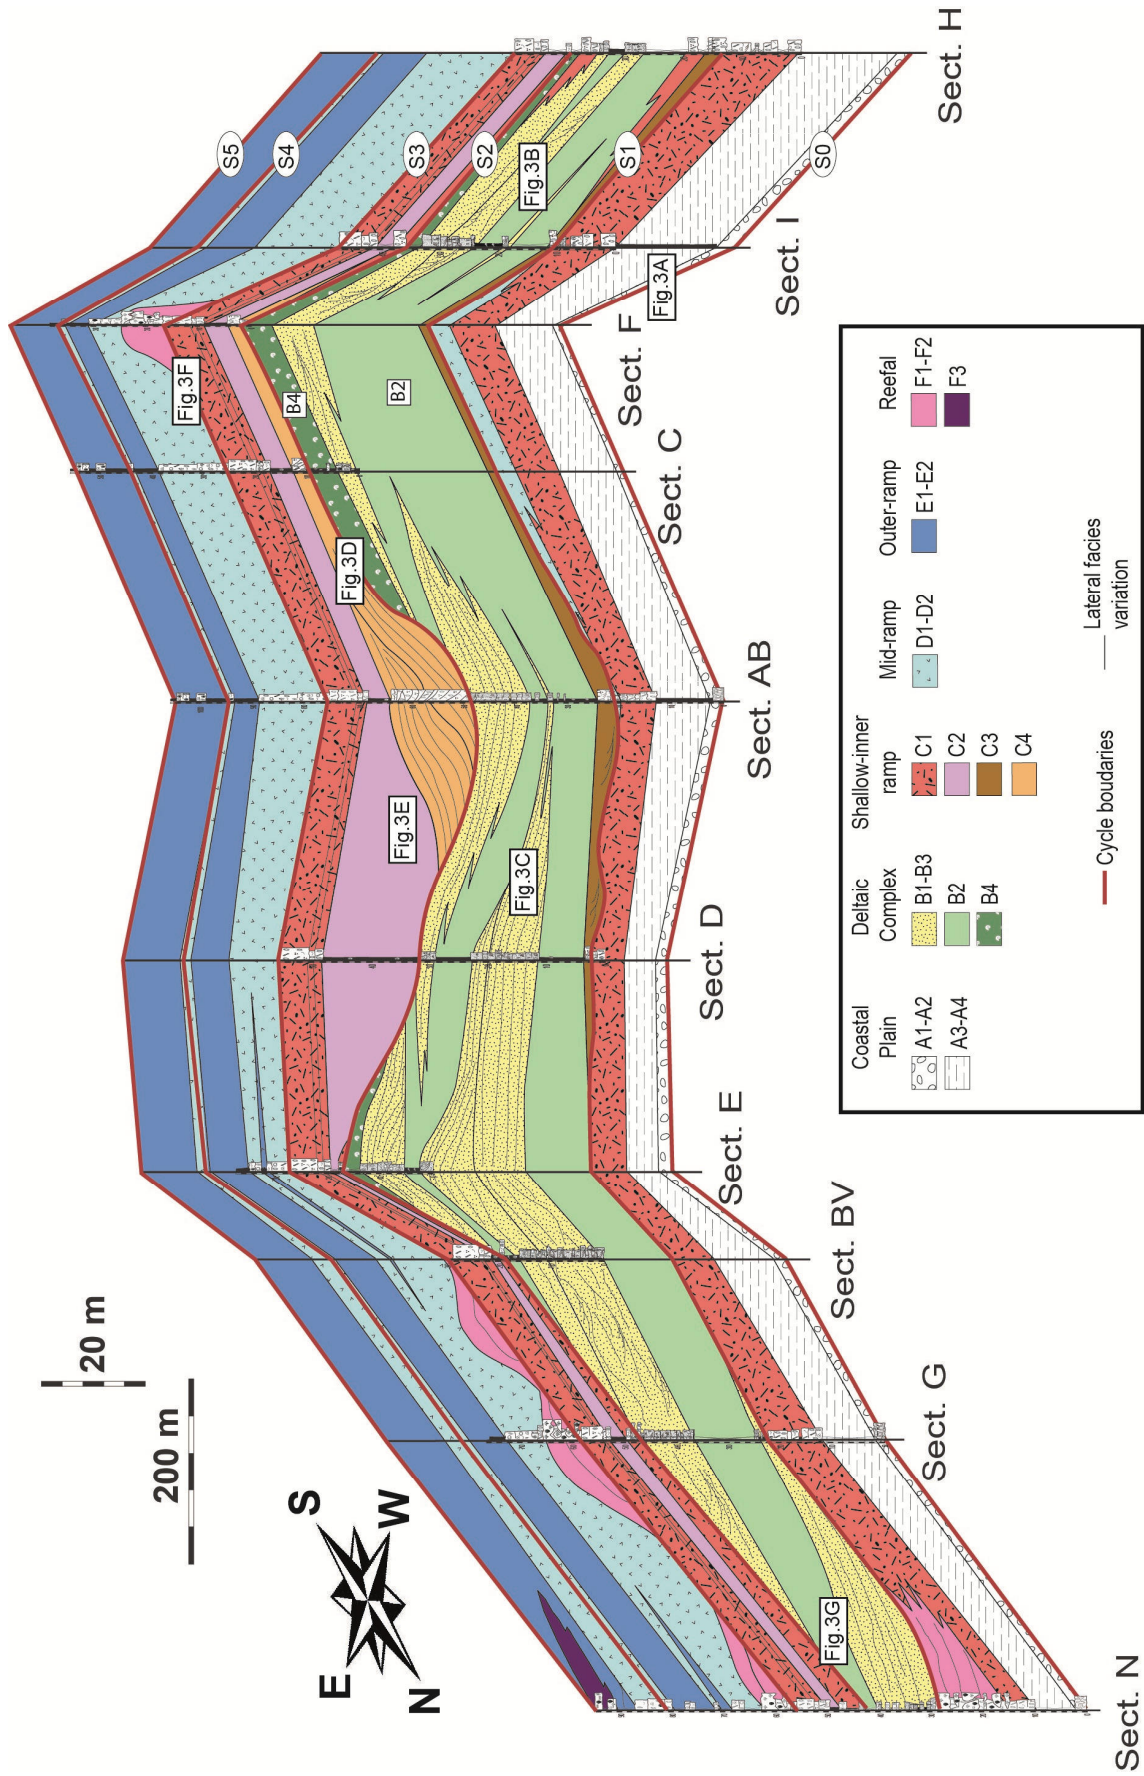 S5
S4
S3
S2
S1
S0
Fig.3B
Fig.3A
Fig.3F
B4
B2
Fig.3D
Fig.3E
Fig.3C
Fig.3G
Sect. H
Sect. I
Sect. F
Sect. C
Sect. AB
Sect. D
Sect. E
Sect. BV
Sect. G
Sect. N
200 m
20 m
S
W
E
N
Coastal
Plain
A1-A2
A3-A4
Deltaic
Complex
B1-B3
B2
B4
Shallow-inner
ramp
C1
C2
C3
C4
Mid-ramp
D1-D2
Outer-ramp
E1-E2
Reefal
F1-F2
F3
Cycle boudaries
Lateral facies
variation